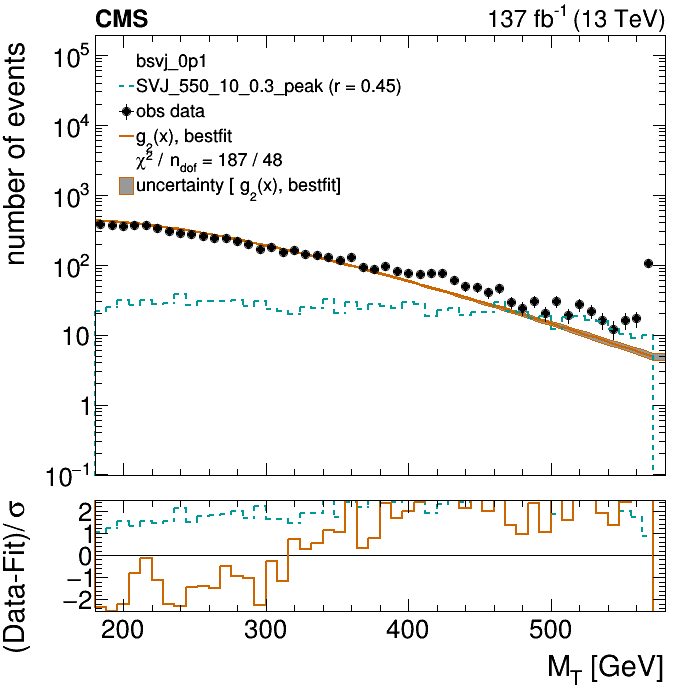 CMS 137 fb⁻¹ (13 TeV)
bsvj_0p1
SVJ_550_10_0.3_peak (r = 0.45)
obs data
g₂(x), bestfit
χ² / n_dof = 187 / 48
uncertainty [ g₂(x), bestfit]
number of events
10⁵
10⁴
10³
10²
10
1
10⁻¹
(Data-Fit)/ σ
2
1
0
−1
−2
200 300 400 500
M_T [GeV]